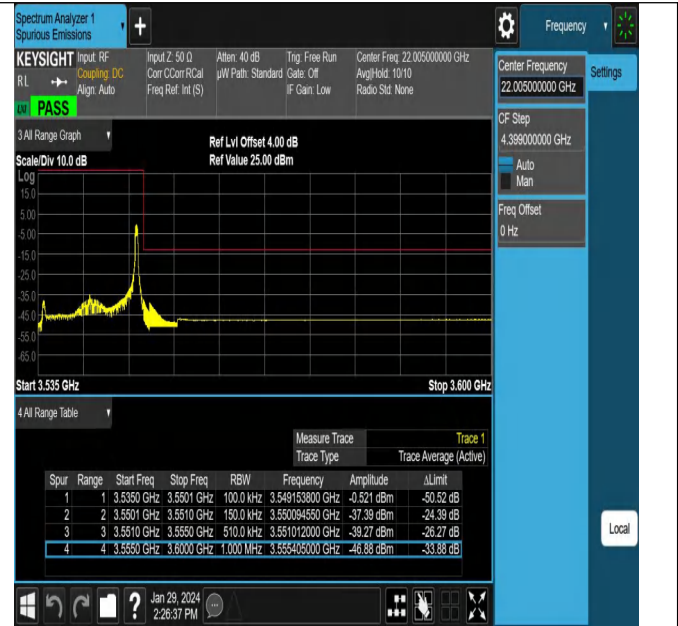 Spectrum Analyzer 1
Spurious Emissions
+
Frequency
KEYSIGHT Input: RF Input Z: 50 Ω Atten: 40 dB Trig: Free Run Center Freq: 22.005000000 GHz
RL Coupling: DC Corr CCorr RCal µW Path: Standard Gate: Off Avg|Hold: 10/10
Align: Auto Freq Ref: Int (S) IF Gain: Low Radio Std: None
LXI PASS
Center Frequency
22.005000000 GHz
Settings
CF Step
4.399000000 GHz
Auto
Man
Freq Offset
0 Hz
3 All Range Graph
Ref Lvl Offset 4.00 dB
Scale/Div 10.0 dB Ref Value 25.00 dBm
Log
15.0
5.00
-5.00
-15.0
-25.0
-35.0
-45.0
-55.0
-65.0
Start 3.535 GHz Stop 3.600 GHz
4 All Range Table
Measure Trace Trace 1
Trace Type Trace Average (Active)
Spur Range Start Freq Stop Freq RBW Frequency Amplitude ΔLimit
1 1 3.5350 GHz 3.5501 GHz 100.0 kHz 3.549153800 GHz -0.521 dBm -50.52 dB
2 2 3.5501 GHz 3.5510 GHz 150.0 kHz 3.550094550 GHz -37.39 dBm -24.39 dB
3 3 3.5510 GHz 3.5550 GHz 510.0 kHz 3.551012000 GHz -39.27 dBm -26.27 dB
4 4 3.5550 GHz 3.6000 GHz 1.000 MHz 3.555405000 GHz -46.88 dBm -33.88 dB
Local
?
Jan 29, 2024
2:26:37 PM